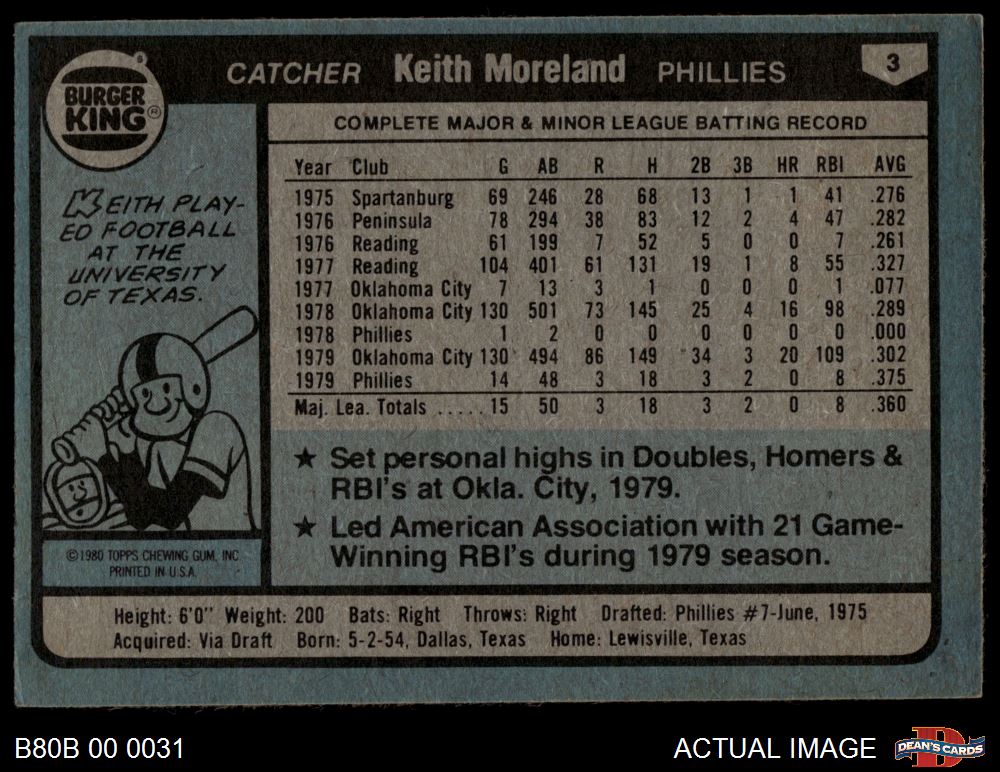 BURGER
KING®
CATCHER Keith Moreland PHILLIES
3
COMPLETE MAJOR & MINOR LEAGUE BATTING RECORD
Year Club G AB R H 2B 3B HR RBI AVG
1975 Spartanburg 69 246 28 68 13 1 1 41 .276
1976 Peninsula 78 294 38 83 12 2 4 47 .282
1976 Reading 61 199 7 52 5 0 0 7 .261
1977 Reading 104 401 61 131 19 1 8 55 .327
1977 Oklahoma City 7 13 3 1 0 0 0 1 .077
1978 Oklahoma City 130 501 73 145 25 4 16 98 .289
1978 Phillies 1 2 0 0 0 0 0 0 .000
1979 Oklahoma City 130 494 86 149 34 3 20 109 .302
1979 Phillies 14 48 3 18 3 2 0 8 .375
Maj. Lea. Totals ..... 15 50 3 18 3 2 0 8 .360
KEITH PLAY-
ED FOOTBALL
AT THE
UNIVERSITY
OF TEXAS.
★ Set personal highs in Doubles, Homers &
RBI's at Okla. City, 1979.
★ Led American Association with 21 Game-
Winning RBI's during 1979 season.
©1980 TOPPS CHEWING GUM, INC.
PRINTED IN U.S.A.
Height: 6'0" Weight: 200 Bats: Right Throws: Right Drafted: Phillies #7-June, 1975
Acquired: Via Draft Born: 5-2-54, Dallas, Texas Home: Lewisville, Texas
B80B 00 0031
ACTUAL IMAGE
DEAN'S CARDS